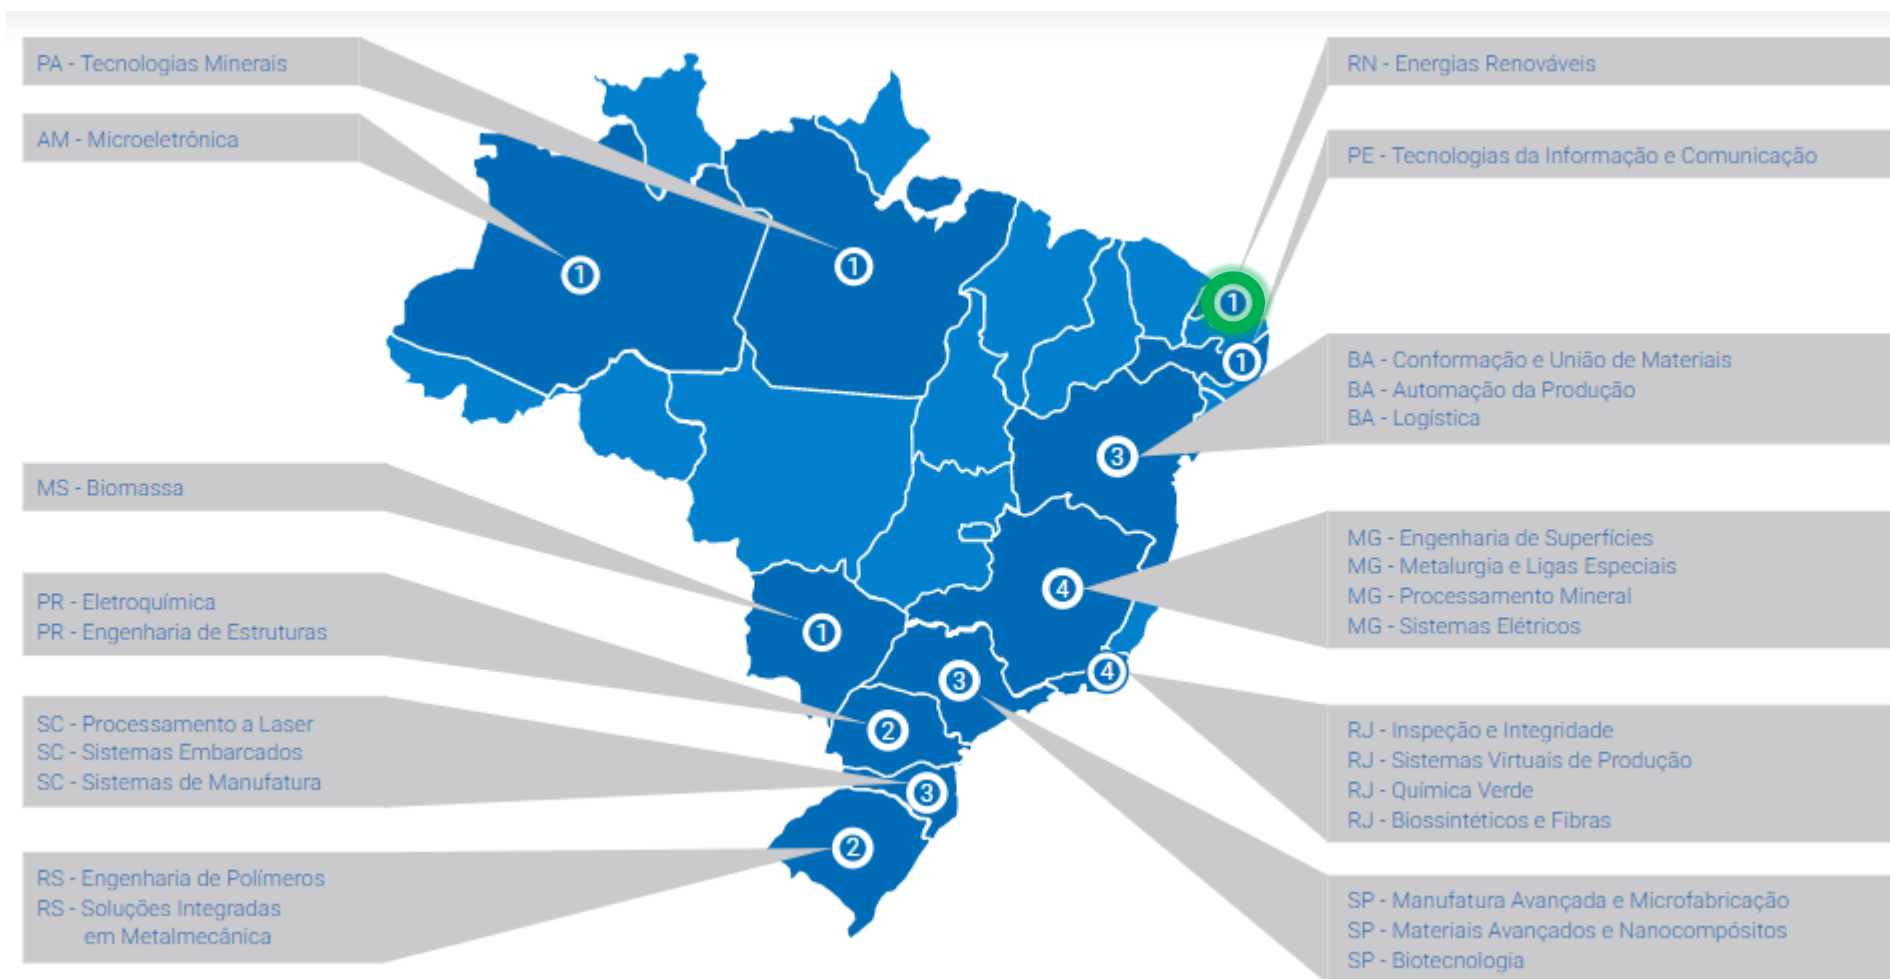 PA - Tecnologias Minerais
AM - Microeletrônica
MS - Biomassa
PR - Eletroquímica
PR - Engenharia de Estruturas
SC - Processamento a Laser
SC - Sistemas Embarcados
SC - Sistemas de Manufatura
RS - Engenharia de Polímeros
RS - Soluções Integradas
em Metalmecânica
1
1
1
1
3
4
1
4
3
2
3
2
RN - Energias Renováveis
PE - Tecnologias da Informação e Comunicação
BA - Conformação e União de Materiais
BA - Automação da Produção
BA - Logística
MG - Engenharia de Superfícies
MG - Metalurgia e Ligas Especiais
MG - Processamento Mineral
MG - Sistemas Elétricos
RJ - Inspeção e Integridade
RJ - Sistemas Virtuais de Produção
RJ - Química Verde
RJ - Biossintéticos e Fibras
SP - Manufatura Avançada e Microfabricação
SP - Materiais Avançados e Nanocompósitos
SP - Biotecnologia